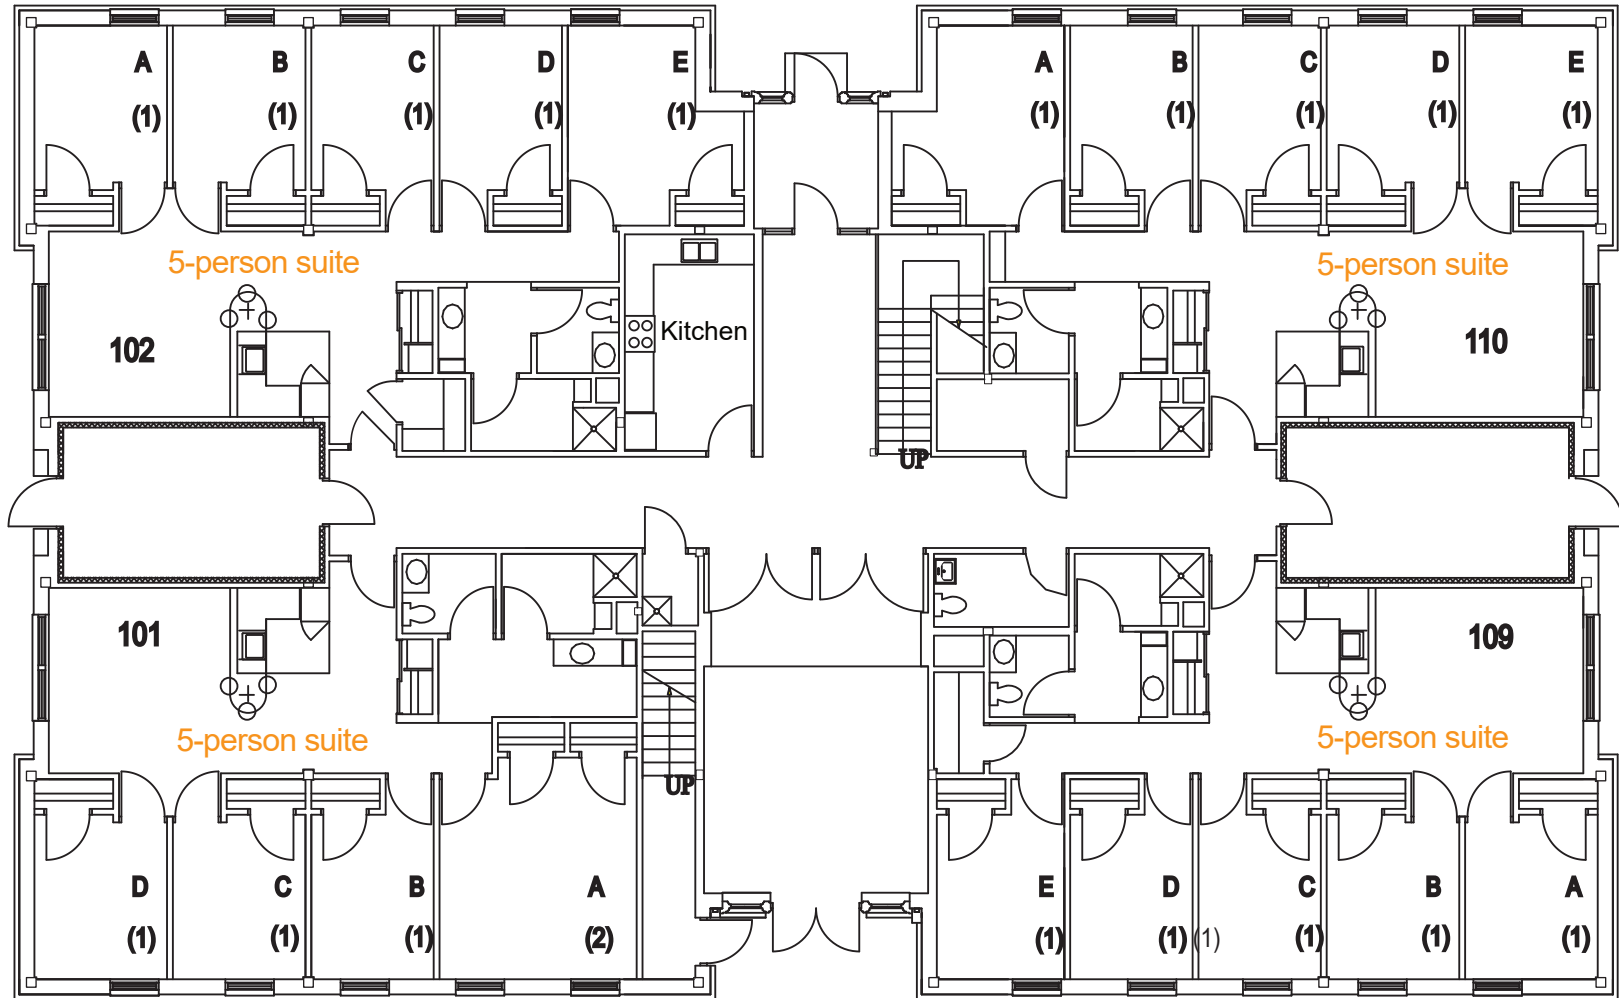 A B C D E A B C D E
(1) (1) (1) (1) (1) (1) (1) (1) (1) (1)
5-person suite 5-person suite
Kitchen
102 110
UP
101 109
5-person suite 5-person suite
UP
D C B A E D C B A
(1) (1) (1) (2) (1) (1) (1) (1) (1) (1)